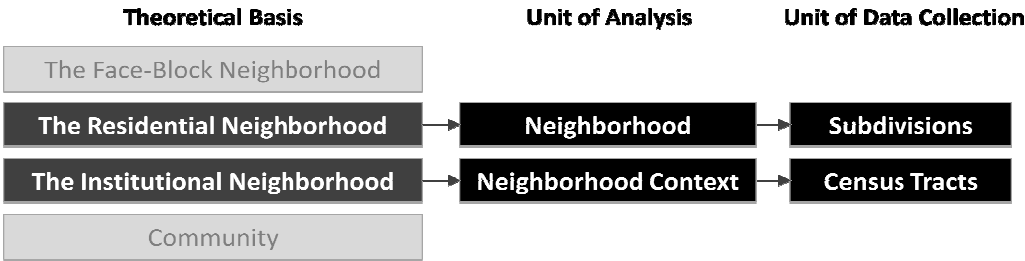 Theoretical Basis
Unit of Analysis
Unit of Data Collection
The Face-Block Neighborhood
The Residential Neighborhood
Neighborhood
Subdivisions
The Institutional Neighborhood
Neighborhood Context
Census Tracts
Community